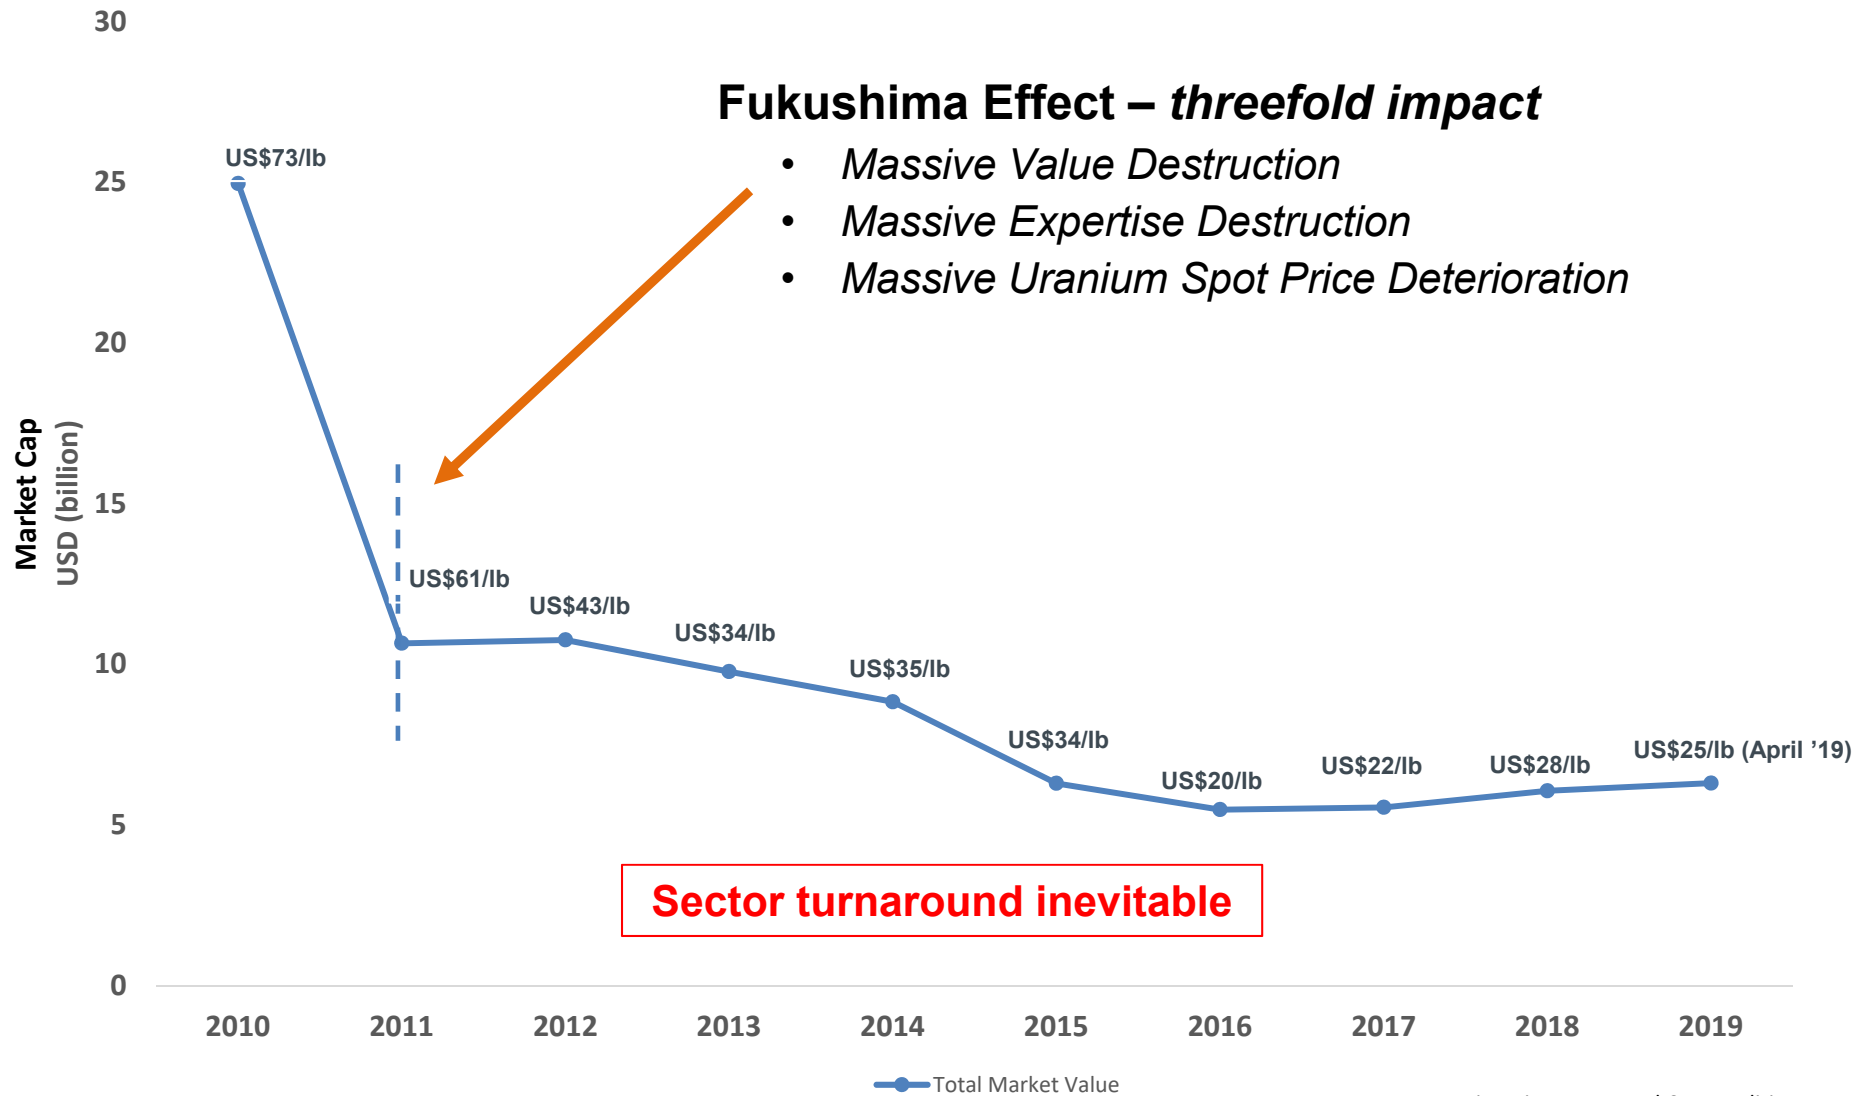 30
Fukushima Effect – threefold impact
• Massive Value Destruction
• Massive Expertise Destruction
• Massive Uranium Spot Price Deterioration
US$73/lb
25
20
Market Cap
USD (billion)
15
US$61/lb
US$43/lb
US$34/lb
US$35/lb
US$34/lb
US$20/lb
US$22/lb
US$28/lb
US$25/lb (April ’19)
10
5
Sector turnaround inevitable
0
2010 2011 2012 2013 2014 2015 2016 2017 2018 2019
Total Market Value